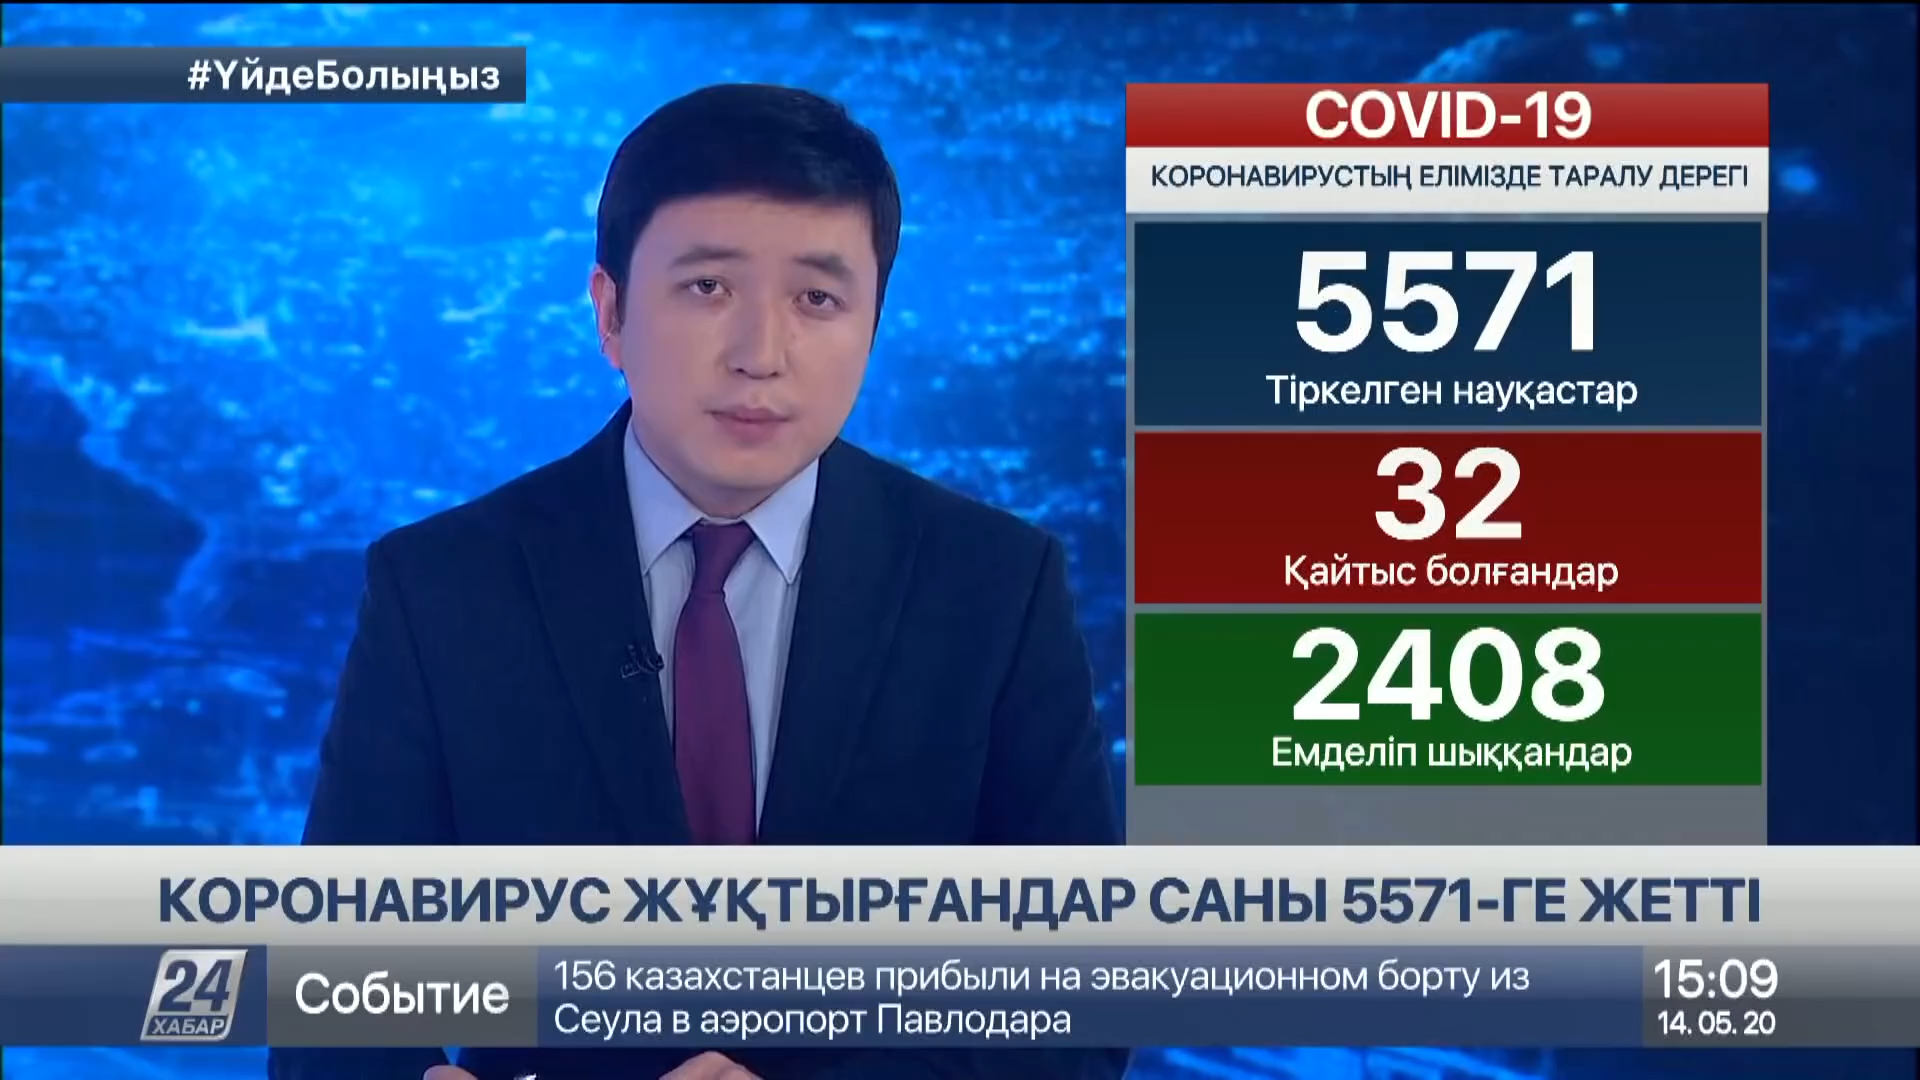 #ҮйдеБолыңыз
COVID-19
КОРОНАВИРУСТЫҢ ЕЛІМІЗДЕ ТАРАЛУ ДЕРЕГІ
5571
Тіркелген науқастар
32
Қайтыс болғандар
2408
Емделіп шыққандар
КОРОНАВИРУС ЖҰҚТЫРҒАНДАР САНЫ 5571-ГЕ ЖЕТТІ
24
ХАБАР
Событие
156 казахстанцев прибыли на эвакуационном борту из
Сеула в аэропорт Павлодара
15:09
14. 05. 20